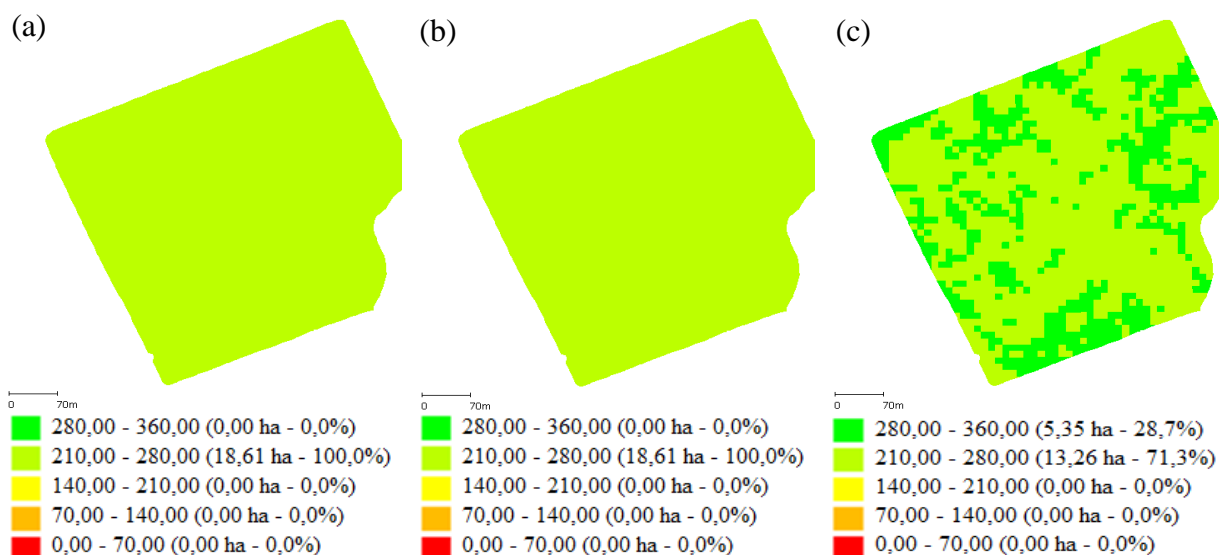 (a)
0 70m
280,00 - 360,00 (0,00 ha - 0,0%)
210,00 - 280,00 (18,61 ha - 100,0%)
140,00 - 210,00 (0,00 ha - 0,0%)
70,00 - 140,00 (0,00 ha - 0,0%)
0,00 - 70,00 (0,00 ha - 0,0%)
(b)
0 70m
280,00 - 360,00 (0,00 ha - 0,0%)
210,00 - 280,00 (18,61 ha - 100,0%)
140,00 - 210,00 (0,00 ha - 0,0%)
70,00 - 140,00 (0,00 ha - 0,0%)
0,00 - 70,00 (0,00 ha - 0,0%)
(c)
0 70m
280,00 - 360,00 (5,35 ha - 28,7%)
210,00 - 280,00 (13,26 ha - 71,3%)
140,00 - 210,00 (0,00 ha - 0,0%)
70,00 - 140,00 (0,00 ha - 0,0%)
0,00 - 70,00 (0,00 ha - 0,0%)